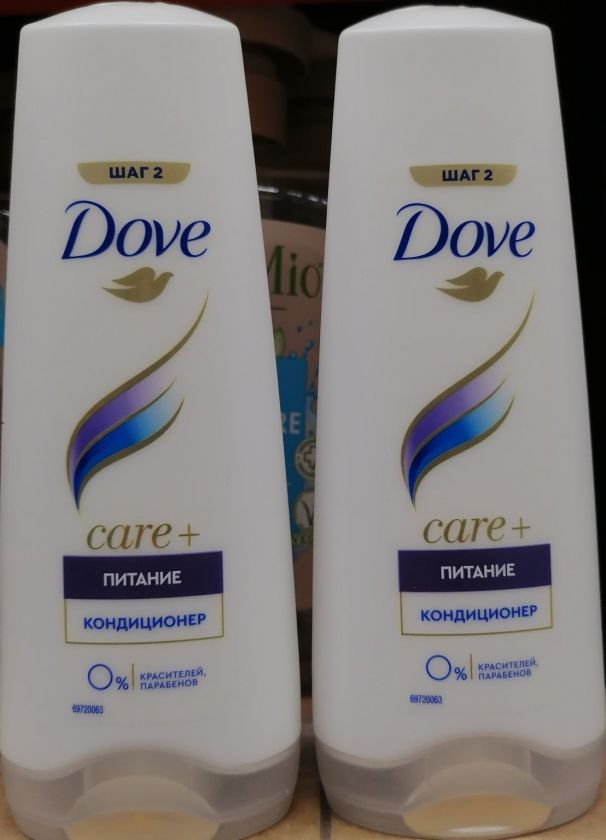 ШАГ 2
Dove
care+
ПИТАНИЕ
КОНДИЦИОНЕР
0% КРАСИТЕЛЕЙ,
ПАРАБЕНОВ
69720063
ШАГ 2
Dove
care+
ПИТАНИЕ
КОНДИЦИОНЕР
0% КРАСИТЕЛЕЙ,
ПАРАБЕНОВ
69720063